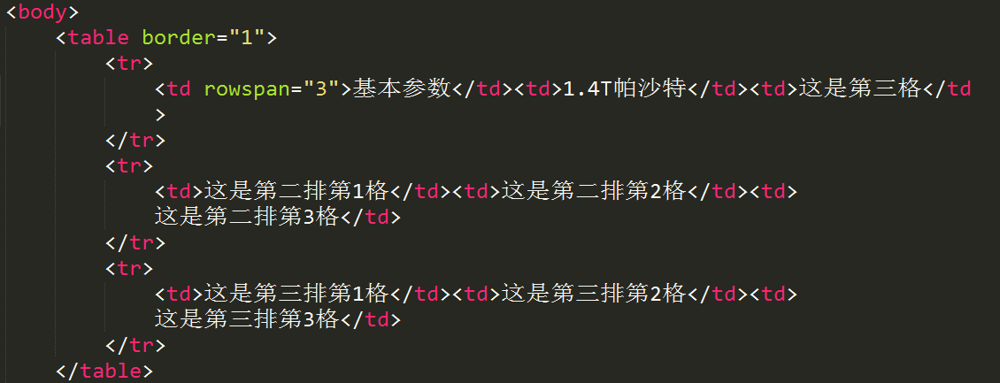 <body>
<table border="1">
<tr>
<td rowspan="3">基本参数</td><td>1.4T帕沙特</td><td>这是第三格</td
>
</tr>
<tr>
<td>这是第二排第1格</td><td>这是第二排第2格</td><td>
这是第二排第3格</td>
</tr>
<tr>
<td>这是第三排第1格</td><td>这是第三排第2格</td><td>
这是第三排第3格</td>
</tr>
</table>